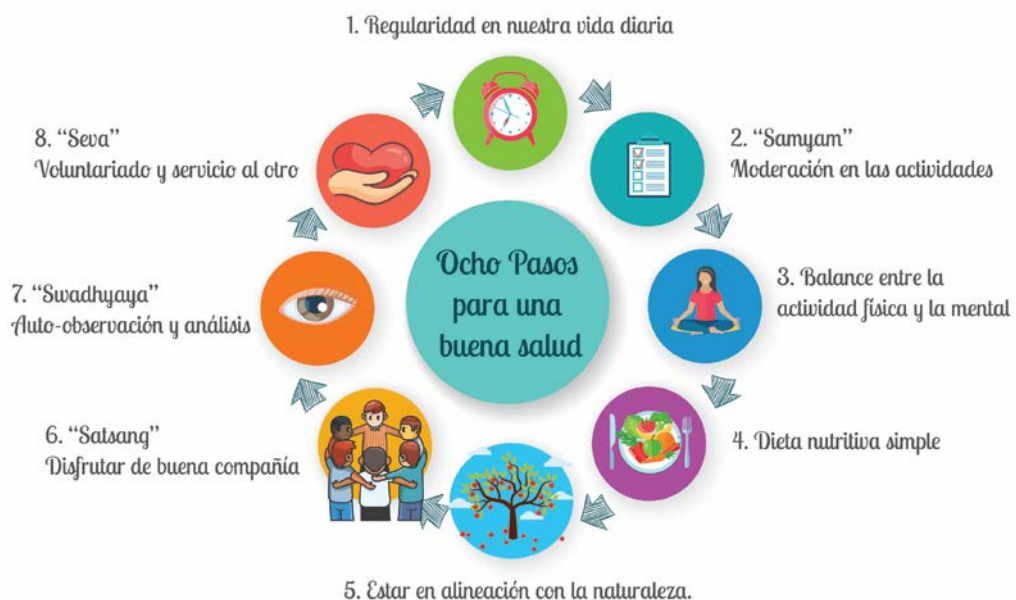 Ocho Pasos
para una
buena salud
1. Regularidad en nuestra vida diaria
2. “Samyam”
Moderación en las actividades
3. Balance entre la
actividad física y la mental
4. Dieta nutritiva simple
5. Estar en alineación con la naturaleza.
6. “Satsang”
Disfrutar de buena compañía
7. “Swadhyaya”
Auto-observación y análisis
8. “Seva”
Voluntariado y servicio al otro